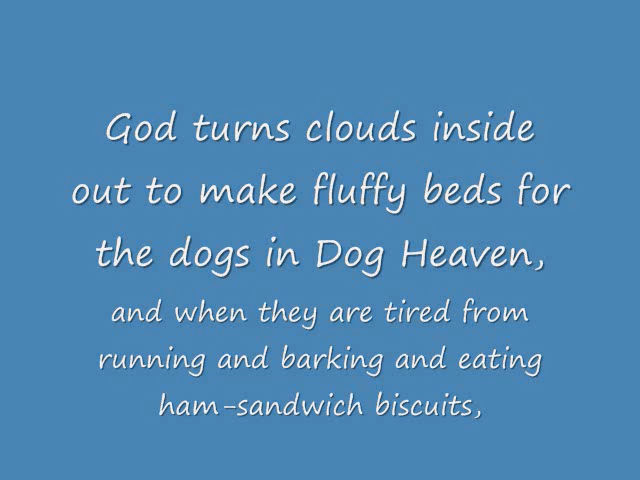 God turns clouds inside
out to make fluffy beds for
the dogs in Dog Heaven,
and when they are tired from
running and barking and eating
ham-sandwich biscuits,